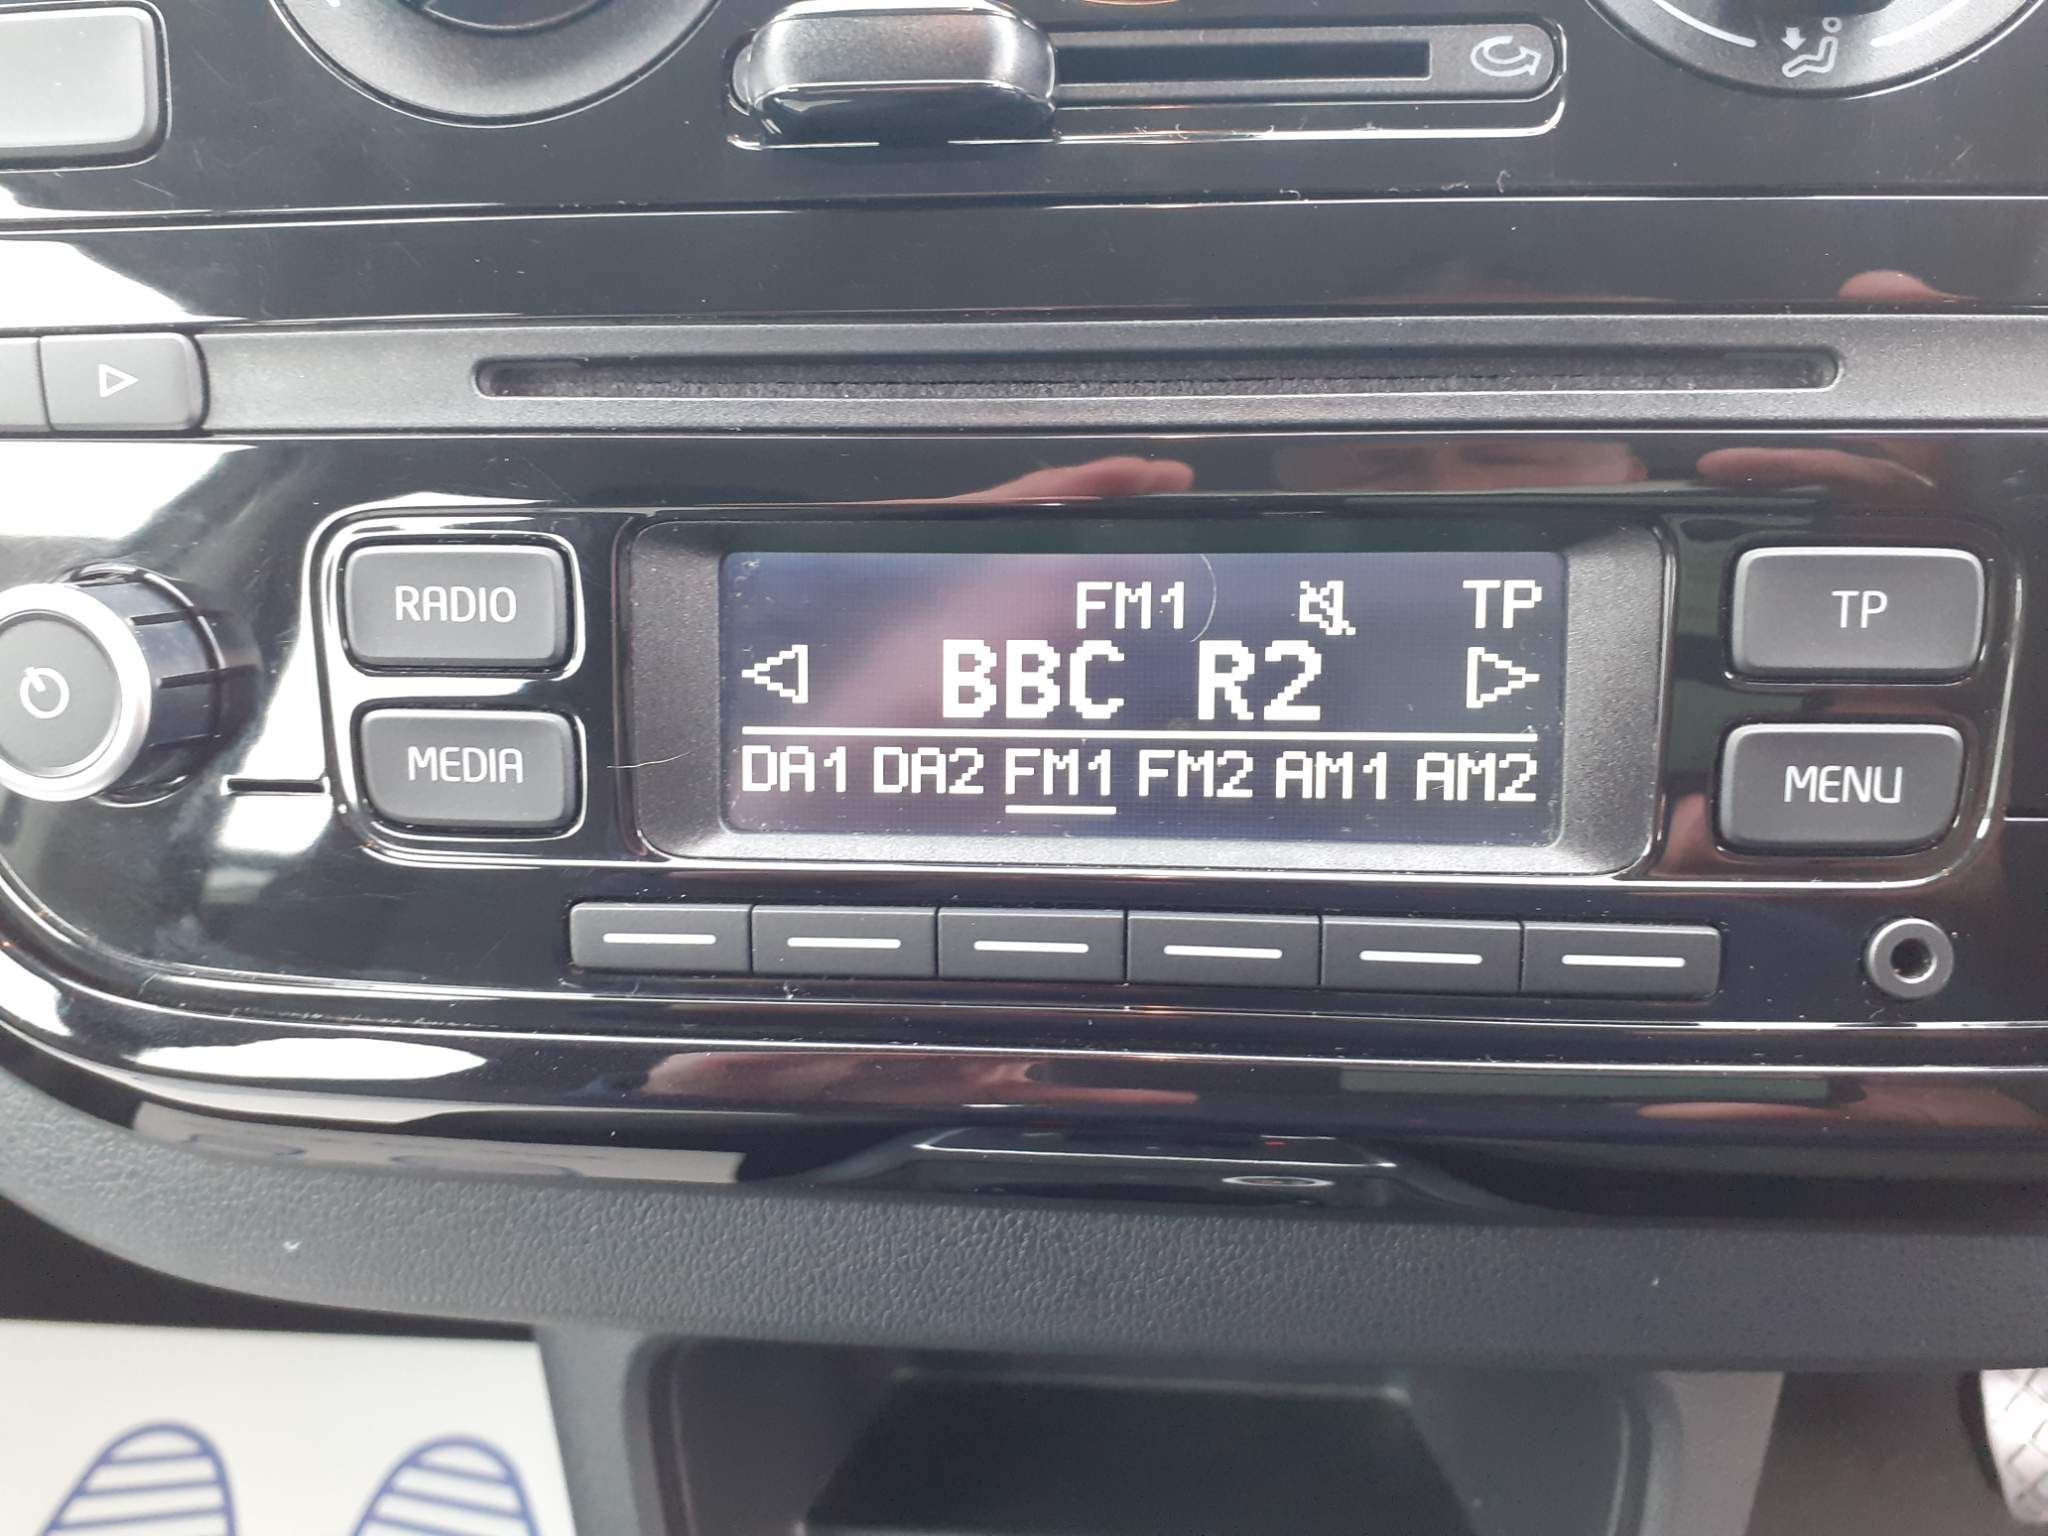 RADIO
MEDIA
FM1 TP
BBC R2
DA1 DA2 FM1 FM2 AM1 AM2
TP
MENU